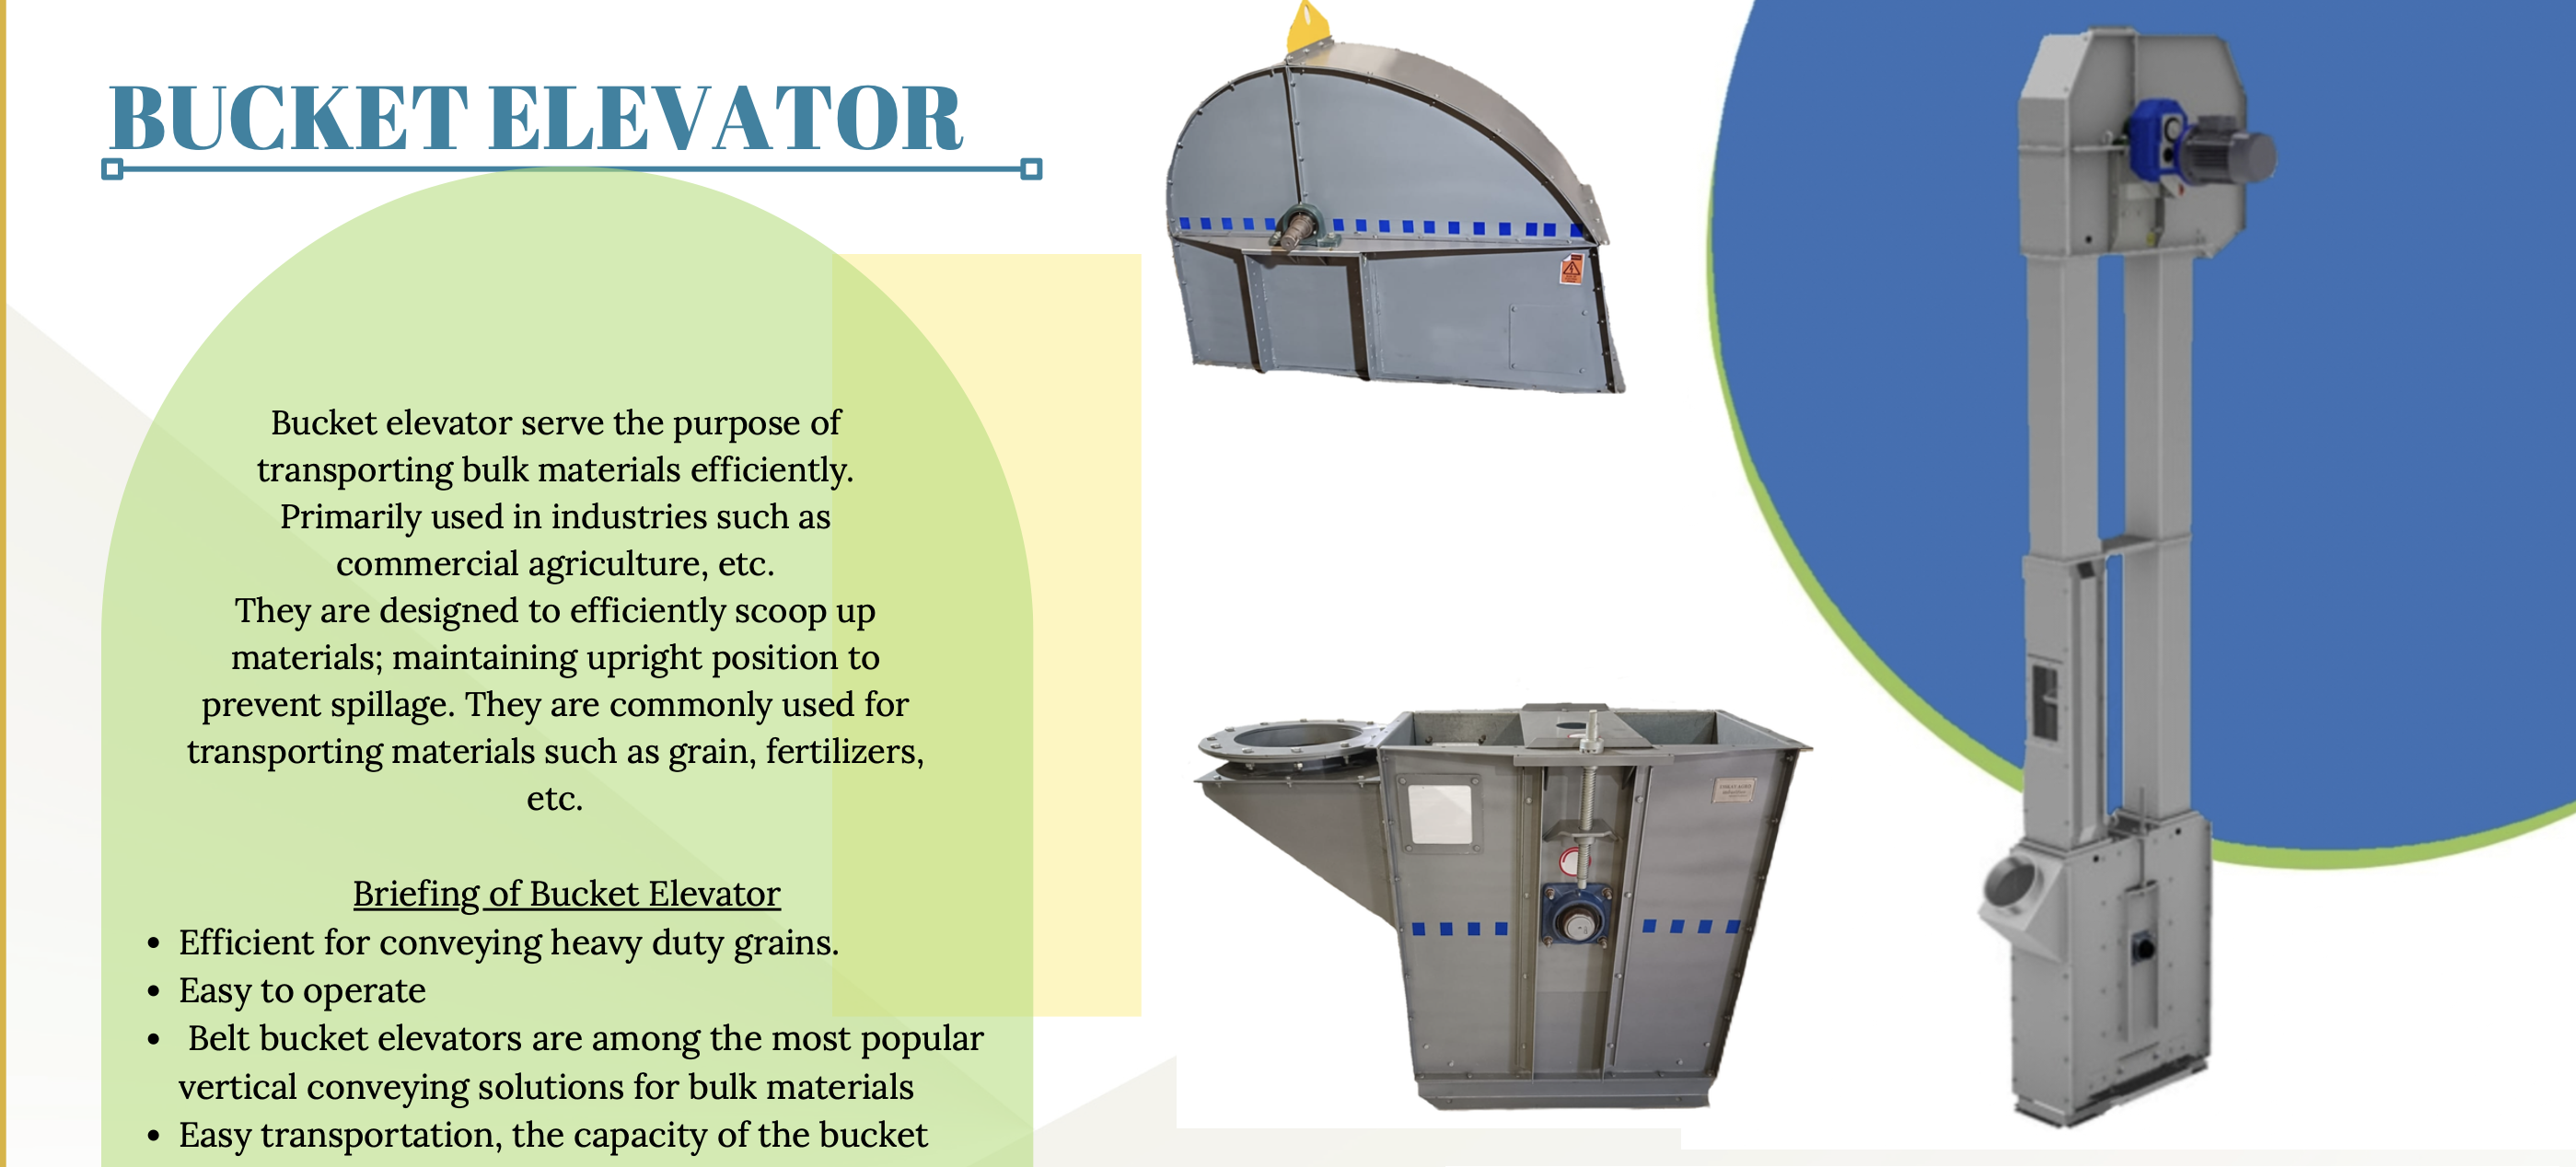 BUCKET ELEVATOR
Bucket elevator serve the purpose of
transporting bulk materials efficiently.
Primarily used in industries such as
commercial agriculture, etc.
They are designed to efficiently scoop up
materials; maintaining upright position to
prevent spillage. They are commonly used for
transporting materials such as grain, fertilizers,
etc.
Briefing of Bucket Elevator
• Efficient for conveying heavy duty grains.
• Easy to operate
• Belt bucket elevators are among the most popular
vertical conveying solutions for bulk materials
• Easy transportation, the capacity of the bucket